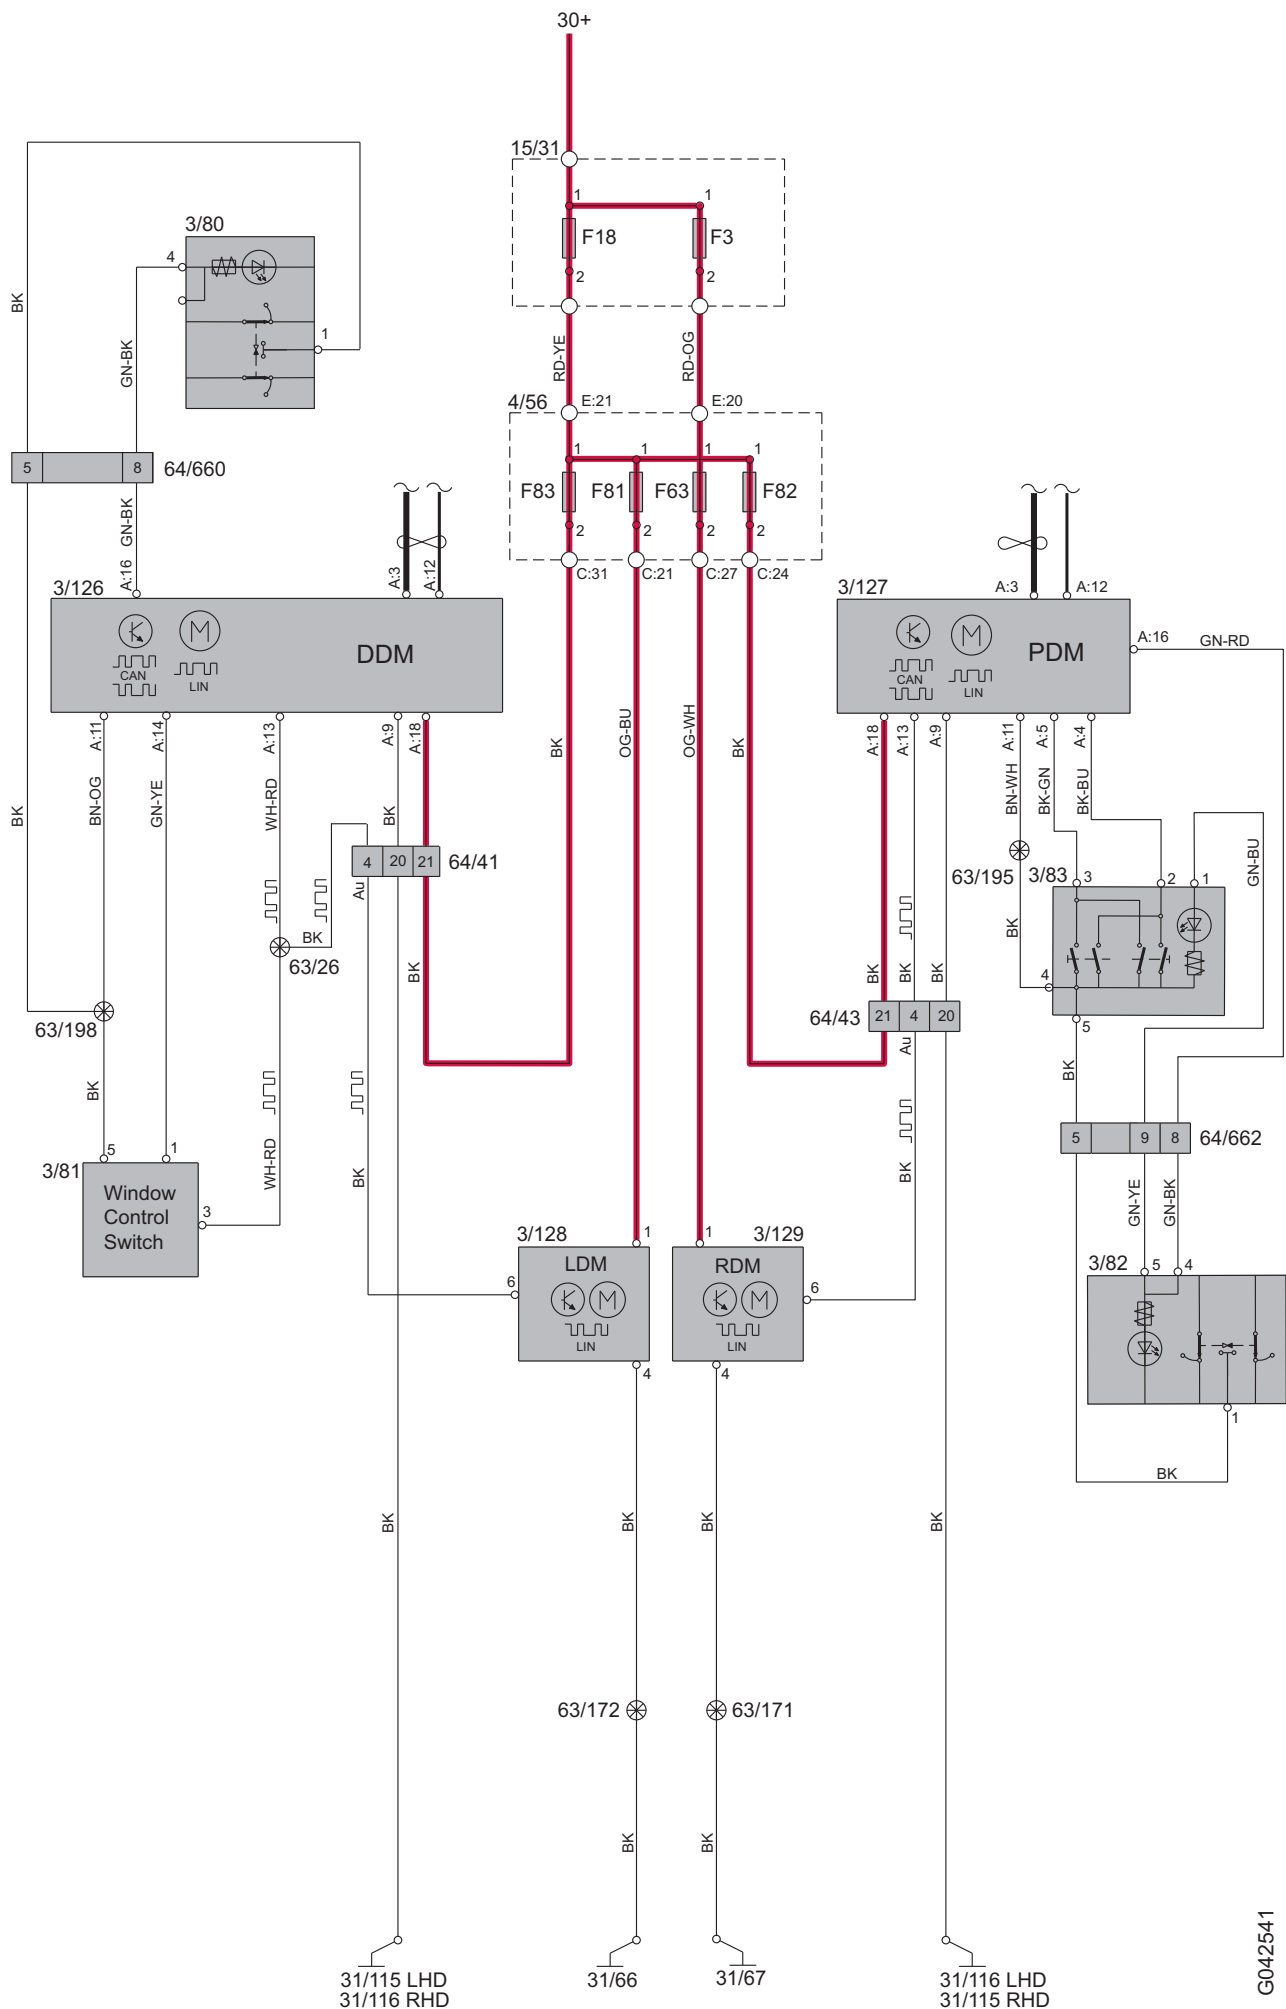 30+
15/31
1
1
F18
F3
2
2
3/80
4
1
BK
GN-BK
RD-YE
RD-OG
4/56
E:21
E:20
1
1
1
1
F83
F81
F63
F82
2
2
2
2
C:31
C:21
C:27
C:24
5
8
64/660
GN-BK
A:16
A:3
A:12
3/126
CAN
M
LIN
DDM
A:11
A:14
A:13
A:9
A:18
3/127
A:3
A:12
CAN
M
LIN
PDM
A:16
GN-RD
A:18
A:13
A:9
A:11
A:5
A:4
BK
BN-OG
GN-YE
WH-RD
BK
BK
OG-BU
OG-WH
BK
BN-WH
BK-GN
BK-BU
GN-BU
4
20
21
64/41
Au
BK
63/26
BK
63/198
BK
WH-RD
BK
63/195
3/83
3
2
1
4
5
BK
BK
BK
BK
BK
64/43
21
4
20
Au
BK
5
9
8
64/662
GN-YE
GN-BK
3/81
5
1
3
Window
Control
Switch
3/128
1
6
LDM
M
LIN
4
1
3/129
RDM
M
LIN
6
4
3/82
5
4
1
BK
BK
BK
BK
BK
63/172
63/171
BK
BK
31/115 LHD
31/116 RHD
31/66
31/67
31/116 LHD
31/115 RHD
G042541